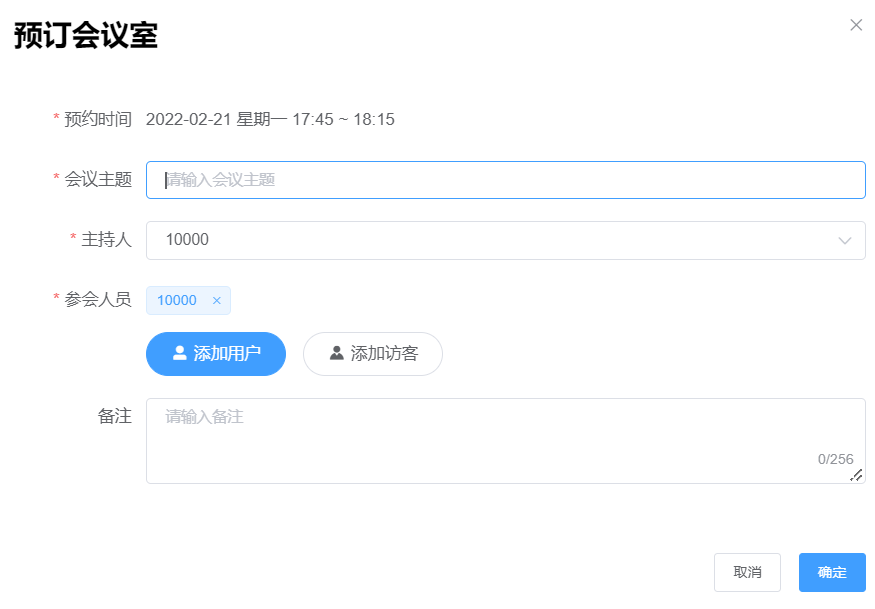 预订会议室
* 预约时间 2022-02-21 星期一 17:45 ~ 18:15
* 会议主题 请输入会议主题
* 主持人 10000
* 参会人员 10000 ×
添加用户 添加访客
备注 请输入备注
0/256
取消 确定